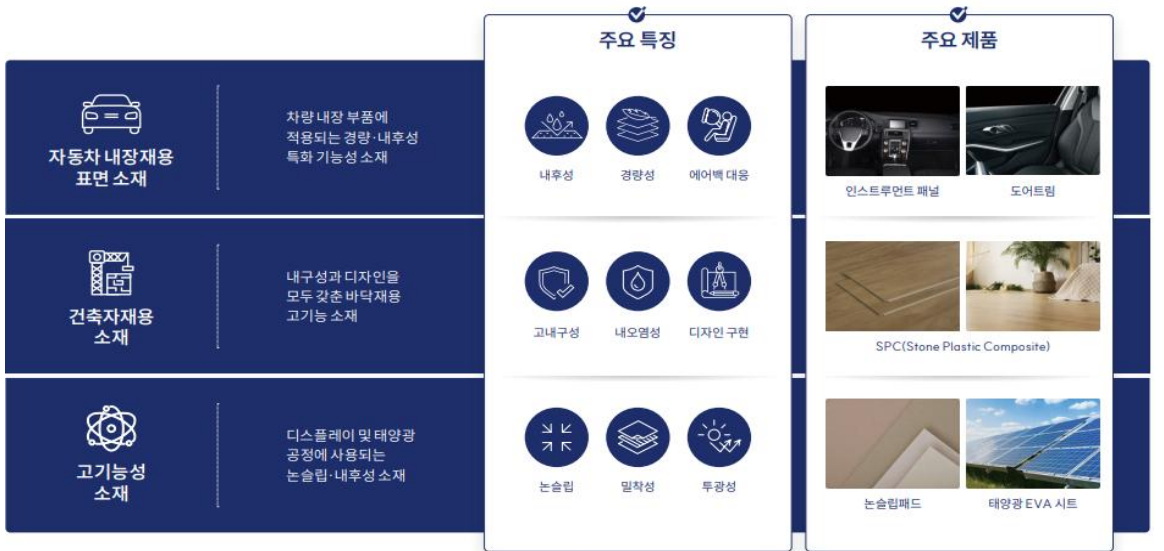 주요 특징
주요 제품
자동차 내장재용
표면 소재
차량 내장 부품에
적용되는 경량·내후성
특화 기능성 소재
내후성
경량성
에어백 대응
인스트루먼트 패널
도어트림
건축자재용
소재
내구성과 디자인을
모두 갖춘 바닥재용
고기능 소재
고내구성
내오염성
디자인 구현
SPC(Stone Plastic Composite)
고기능성
소재
디스플레이 및 태양광
공정에 사용되는
논슬립·내후성 소재
논슬립
밀착성
투광성
논슬립패드
태양광 EVA 시트